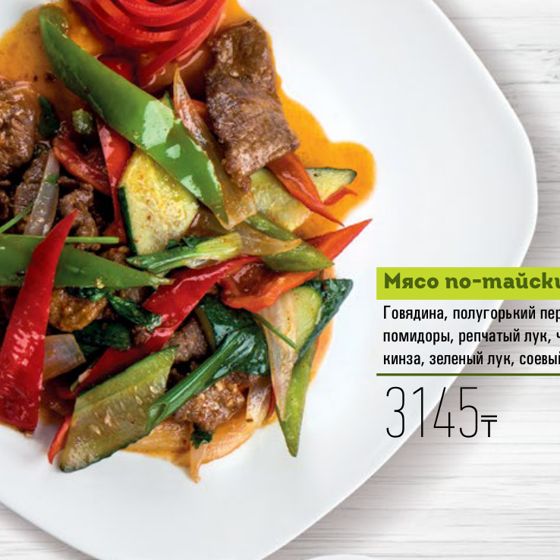 Мясо по-тайски
Говядина, полугорький пер
помидоры, репчатый лук, ч
кинза, зеленый лук, соевый
3145₸